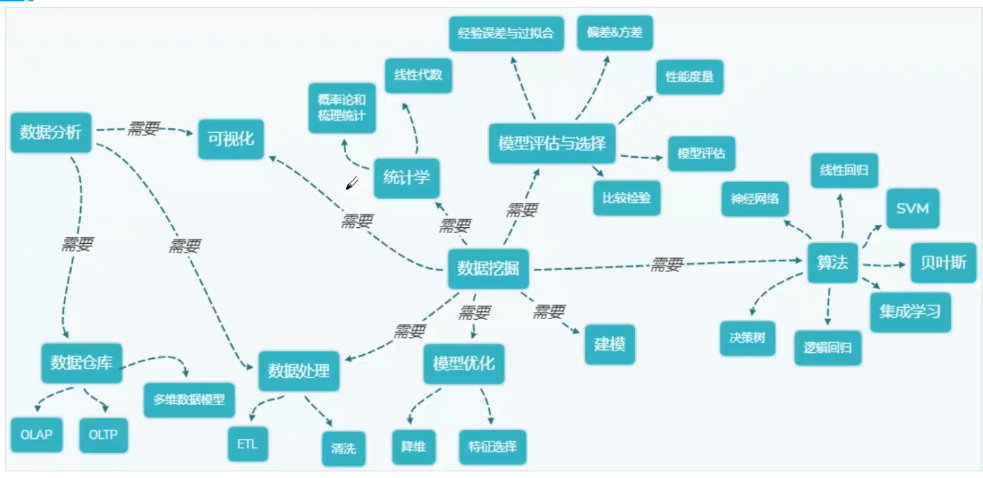 经验误差与过拟合
偏差&方差
线性代数
性能度量
概率论和
梳理统计
数据分析
需要
可视化
模型评估与选择
模型评估
线性回归
统计学
比较检验
神经网络
SVM
需要
需要
需要
需要
需要
数据挖掘
需要
算法
贝叶斯
需要
需要
需要
集成学习
决策树
逻辑回归
建模
数据仓库
数据处理
模型优化
多维数据模型
OLAP
OLTP
ETL
清洗
降维
特征选择